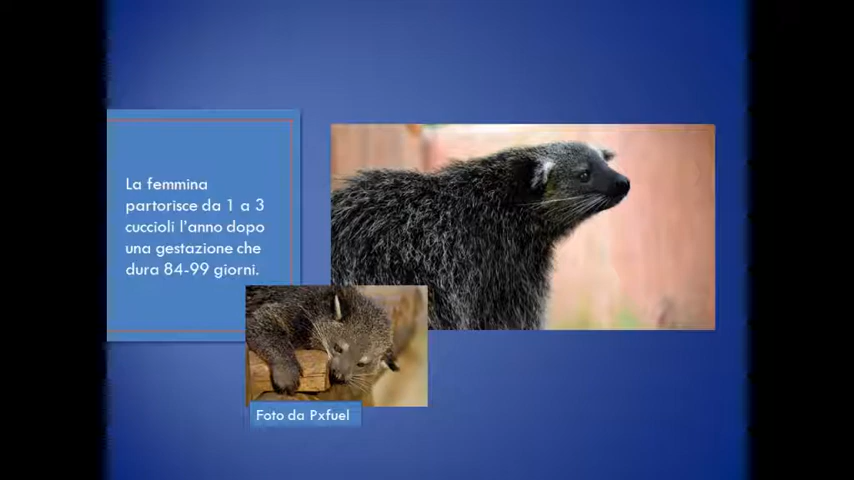 La femmina
partorisce da 1 a 3
cuccioli l'anno dopo
una gestazione che
dura 84-99 giorni.
Foto da Pxfuel